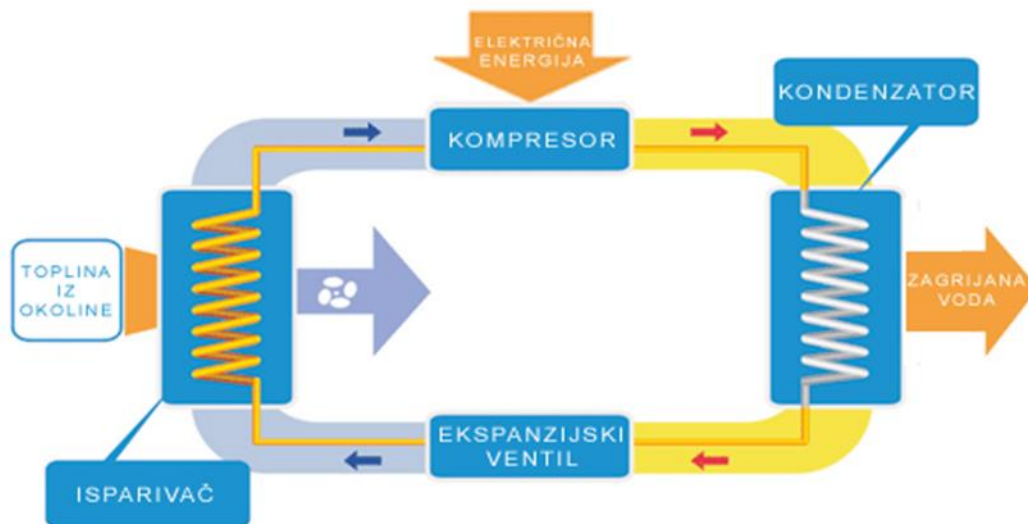 ELEKTRIČNA
ENERGIJA
KONDENZATOR
KOMPRESOR
TOPLINA
IZ
OKOLINE
ZAGRIJANA
VODA
EKSPANZIJSKI
VENTIL
ISPARIVAČ